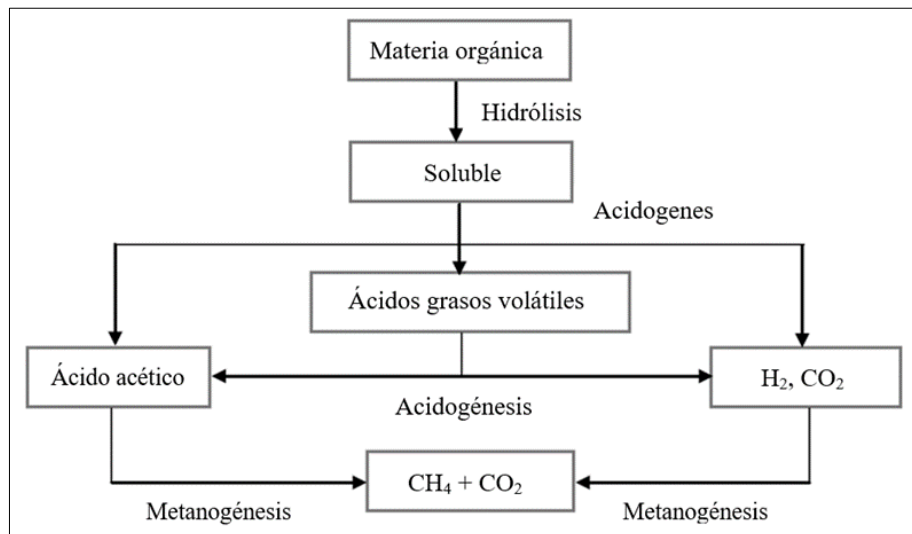 Materia orgánica
Hidrólisis
Soluble
Acidogenes
Ácidos grasos volátiles
Ácido acético
H₂, CO₂
Acidogénesis
CH₄ + CO₂
Metanogénesis
Metanogénesis